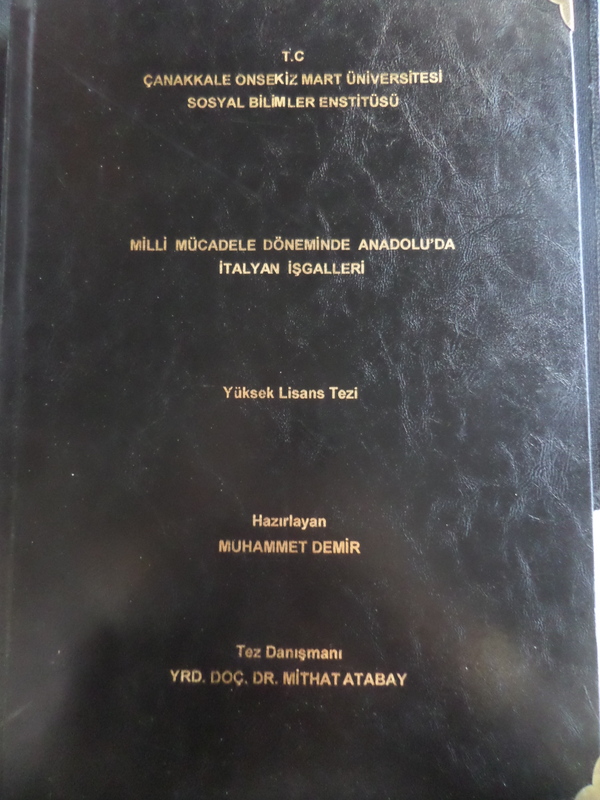 T.C
ÇANAKKALE ONSEKİZ MART ÜNİVERSİTESİ
SOSYAL BİLİMLER ENSTİTÜSÜ
MİLLİ MÜCADELE DÖNEMİNDE ANADOLU'DA
İTALYAN İŞGALLERİ
Yüksek Lisans Tezi
Hazırlayan
MUHAMMET DEMİR
Tez Danışmanı
YRD. DOÇ. DR. MİTHAT ATABAY